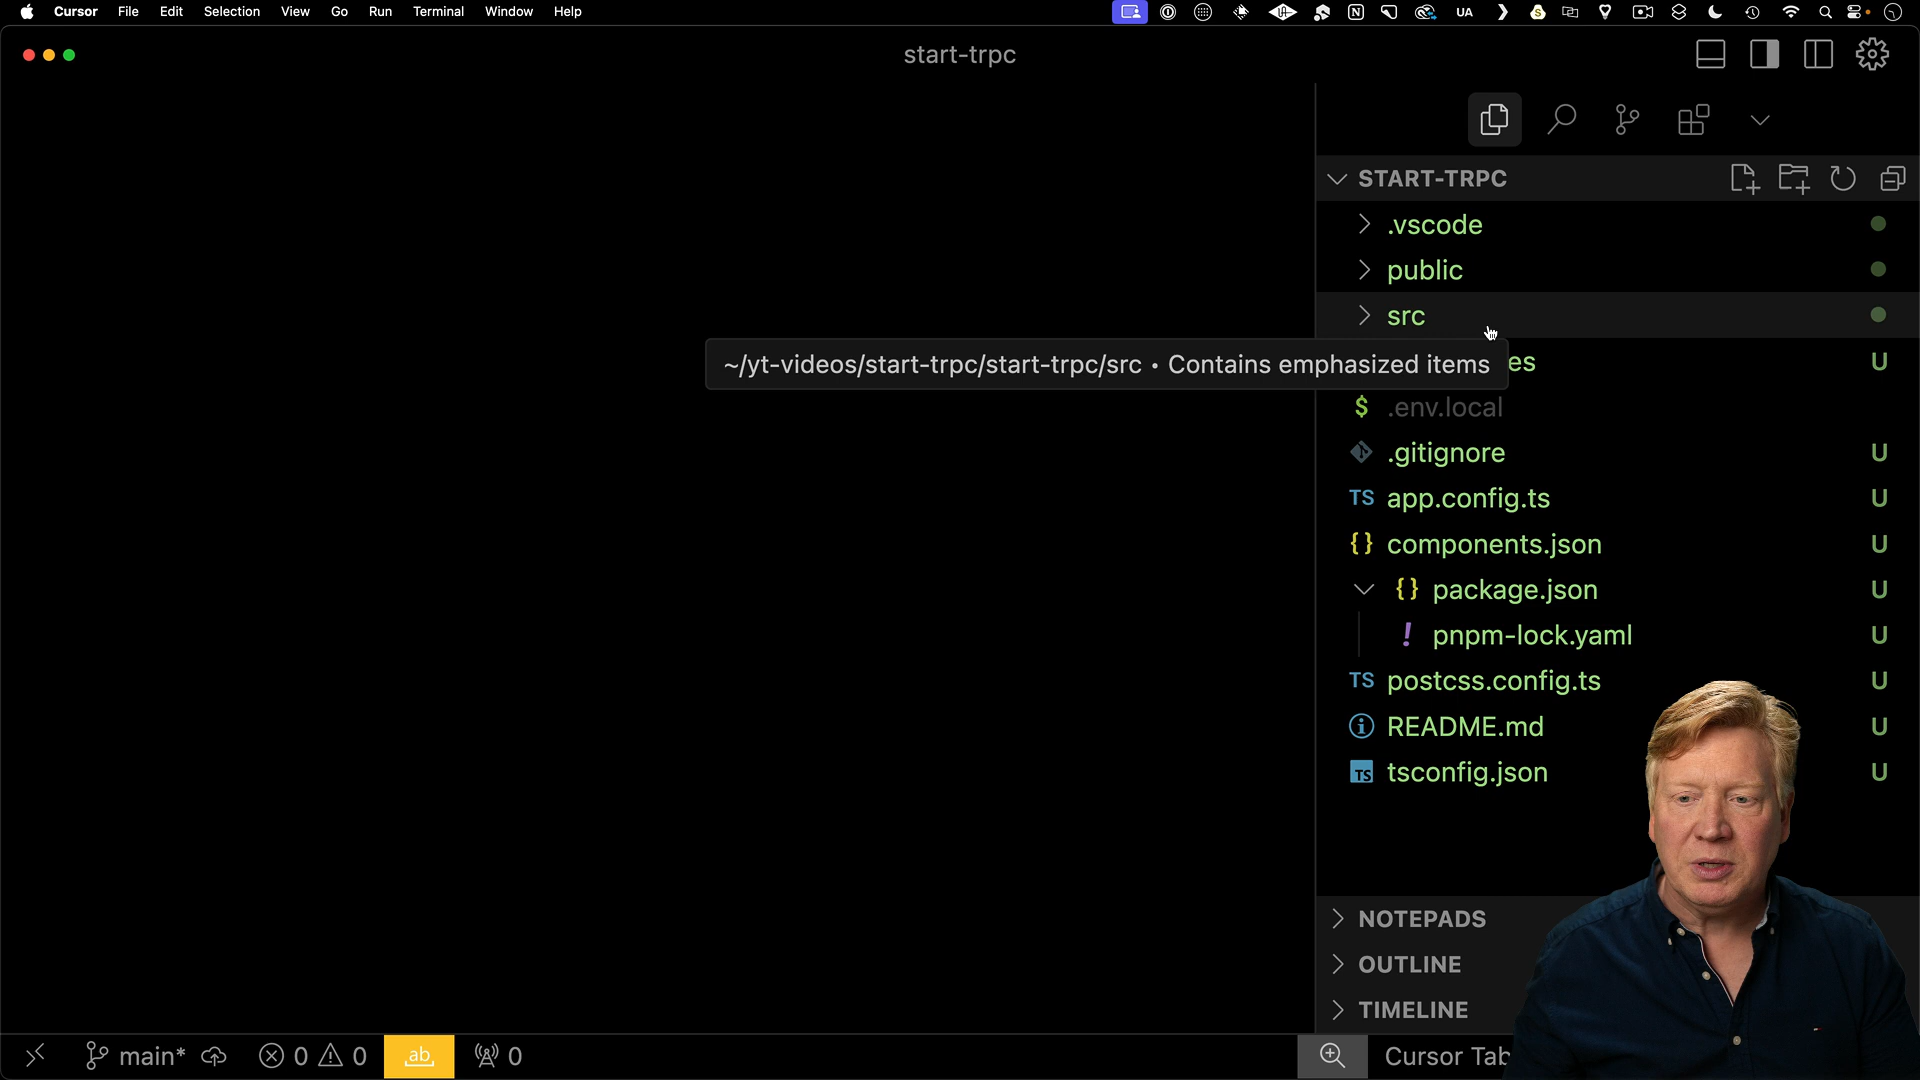 Cursor File Edit Selection View Go Run Terminal Window Help UA
start-trpc
START-TRPC
.vscode
public
src
~/yt-videos/start-trpc/start-trpc/src • Contains emphasized items
es U
$ .env.local
.gitignore U
TS app.config.ts U
{} components.json U
{} package.json U
! pnpm-lock.yaml U
TS postcss.config.ts U
README.md U
TS tsconfig.json U
NOTEPADS
OUTLINE
TIMELINE
main* 0 0 ab 0 Cursor Tab